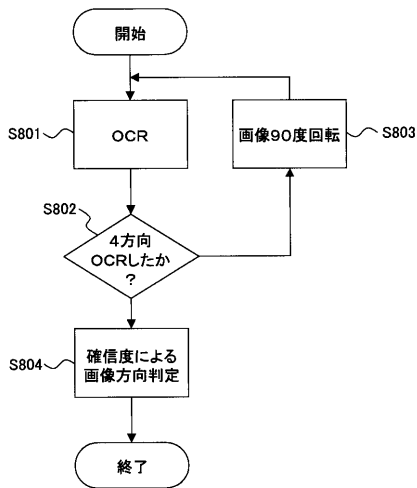 開始
S801
OCR
画像90度回転
S803
S802
4方向
OCRしたか
?
S804
確信度による
画像方向判定
終了